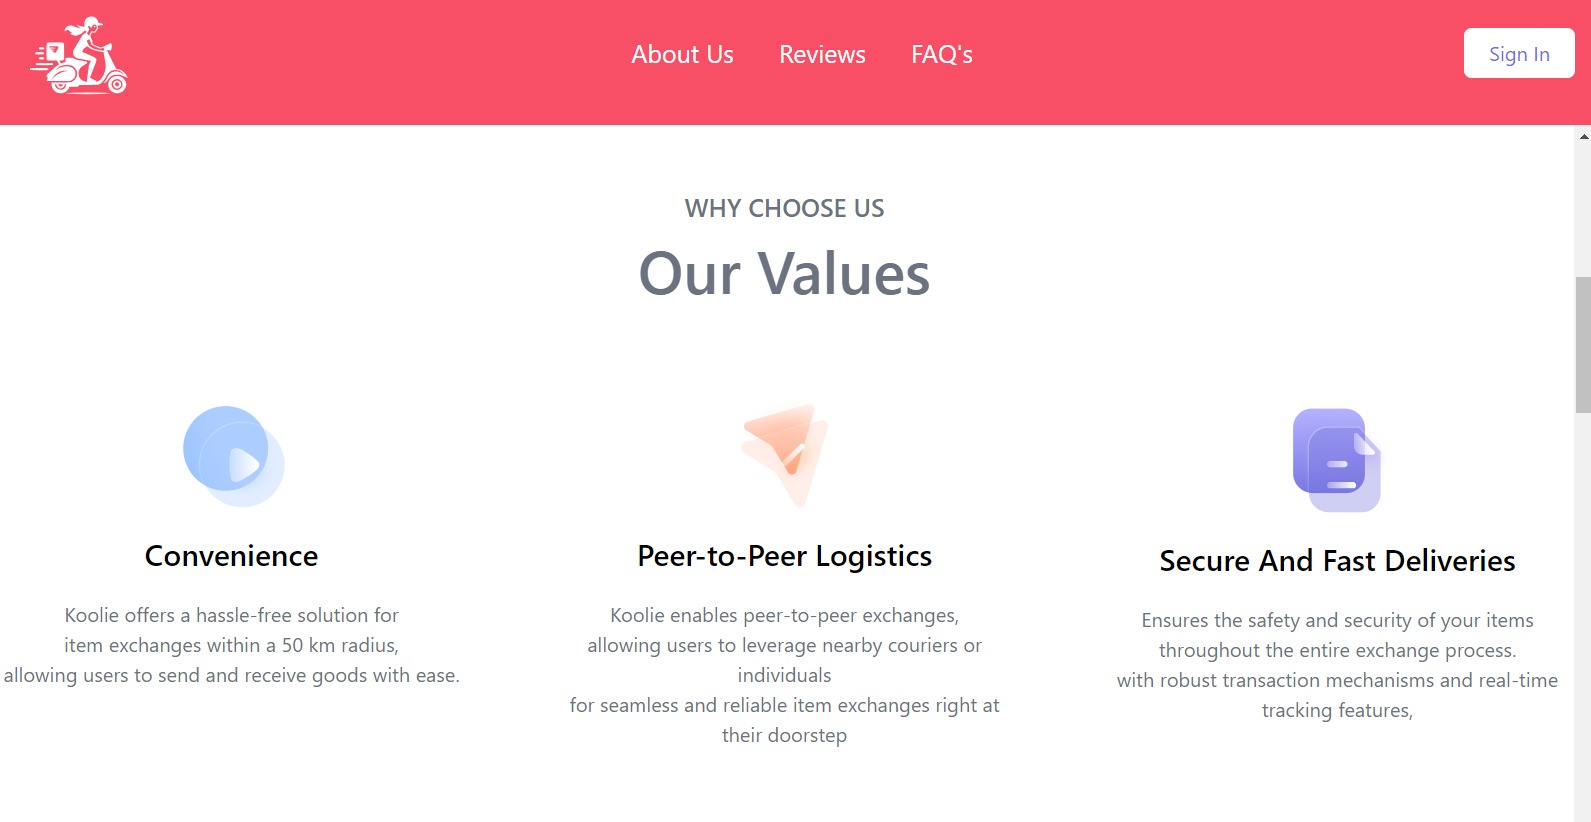 About Us Reviews FAQ's Sign In
WHY CHOOSE US
Our Values
Convenience
Koolie offers a hassle-free solution for
item exchanges within a 50 km radius,
allowing users to send and receive goods with ease.
Peer-to-Peer Logistics
Koolie enables peer-to-peer exchanges,
allowing users to leverage nearby couriers or
individuals
for seamless and reliable item exchanges right at
their doorstep
Secure And Fast Deliveries
Ensures the safety and security of your items
throughout the entire exchange process.
with robust transaction mechanisms and real-time
tracking features,